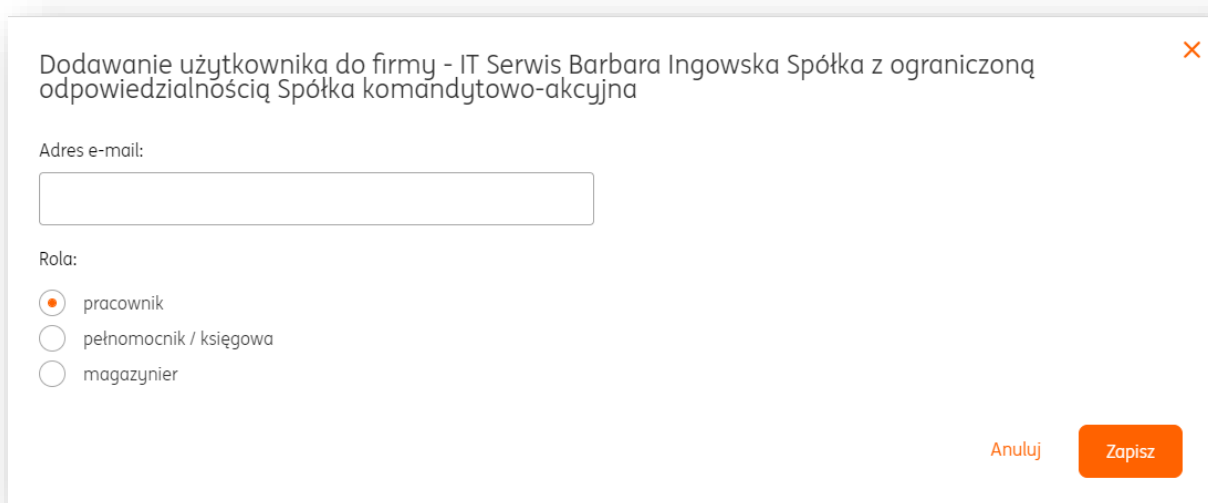 Dodawanie użytkownika do firmy - IT Serwis Barbara Ingowska Spółka z ograniczoną
odpowiedzialnością Spółka komandytowo-akcyjna
Adres e-mail:
Rola:
pracownik
pełnomocnik / księgowa
magazynier
Anuluj
Zapisz